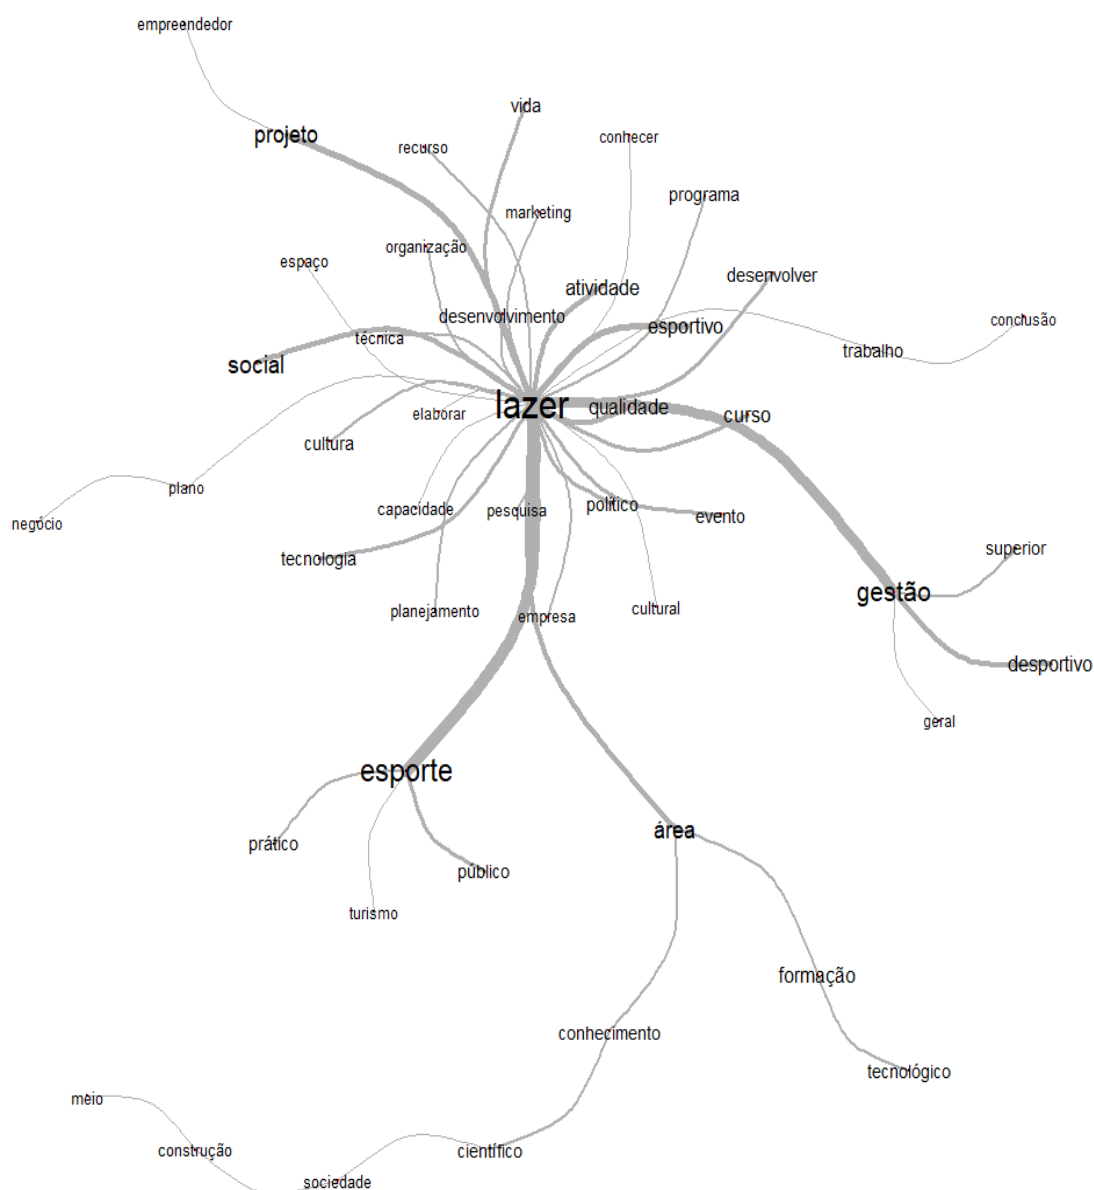 empreendedor
vida
projeto
conhecer
recurso
programa
marketing
organização
espaço
desenvolver
atividade
desenvolvimento
esportivo
conclusão
técnica
trabalho
social
lazer
qualidade
elaborar
curso
cultura
plano
político
capacidade
pesquisa
evento
negócio
superior
tecnologia
gestão
cultural
planejamento
empresa
desportivo
geral
esporte
área
prático
público
turismo
formação
conhecimento
tecnológico
meio
construção
científico
sociedade